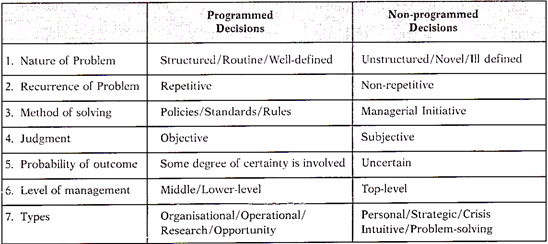 Programmed Decisions
Non-programmed Decisions
1. Nature of Problem Structured/Routine/Well-defined Unstructured/Novel/Ill defined
2. Recurrence of Problem Repetitive Non-repetitive
3. Method of solving Policies/Standards/Rules Managerial Initiative
4. Judgment Objective Subjective
5. Probability of outcome Some degree of certainty is involved Uncertain
6. Level of management Middle/Lower-level Top-level
7. Types Organisational/Operational/ Personal/Strategic/Crisis
Research/Opportunity Intuitive/Problem-solving